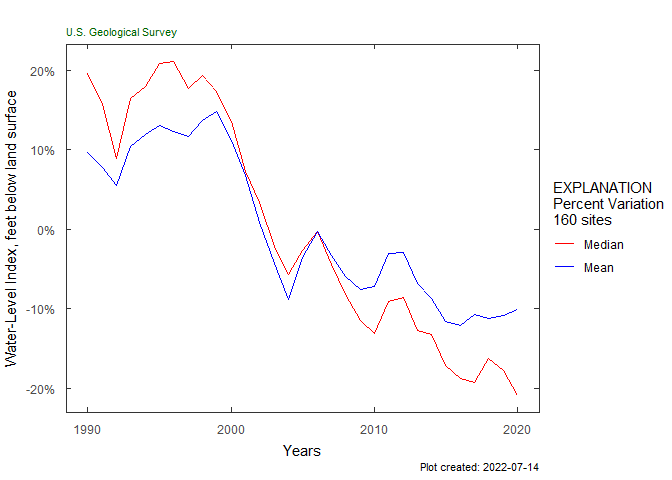 U.S. Geological Survey
Water-Level Index, feet below land surface
20%
10%
0%
-10%
-20%
1990
2000
2010
2020
Years
EXPLANATION
Percent Variation
160 sites
Median
Mean
Plot created: 2022-07-14